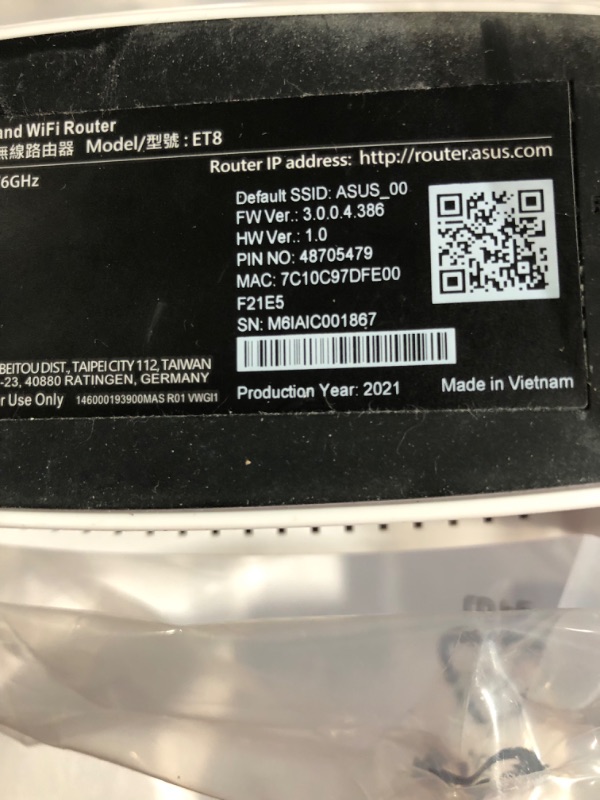 and WiFi Router
無線路由器 Model/型號 : ET8
6GHz
Router IP address: http://router.asus.com
Default SSID: ASUS_00
FW Ver.: 3.0.0.4.386
HW Ver.: 1.0
PIN NO: 48705479
MAC: 7C10C97DFE00
F21E5
SN: M6IAIC001867
BEITOU DIST., TAIPEI CITY 112, TAIWAN
-23, 40880 RATINGEN, GERMANY
r Use Only 146000193900MAS R01 VWGI1
Production Year: 2021
Made in Vietnam